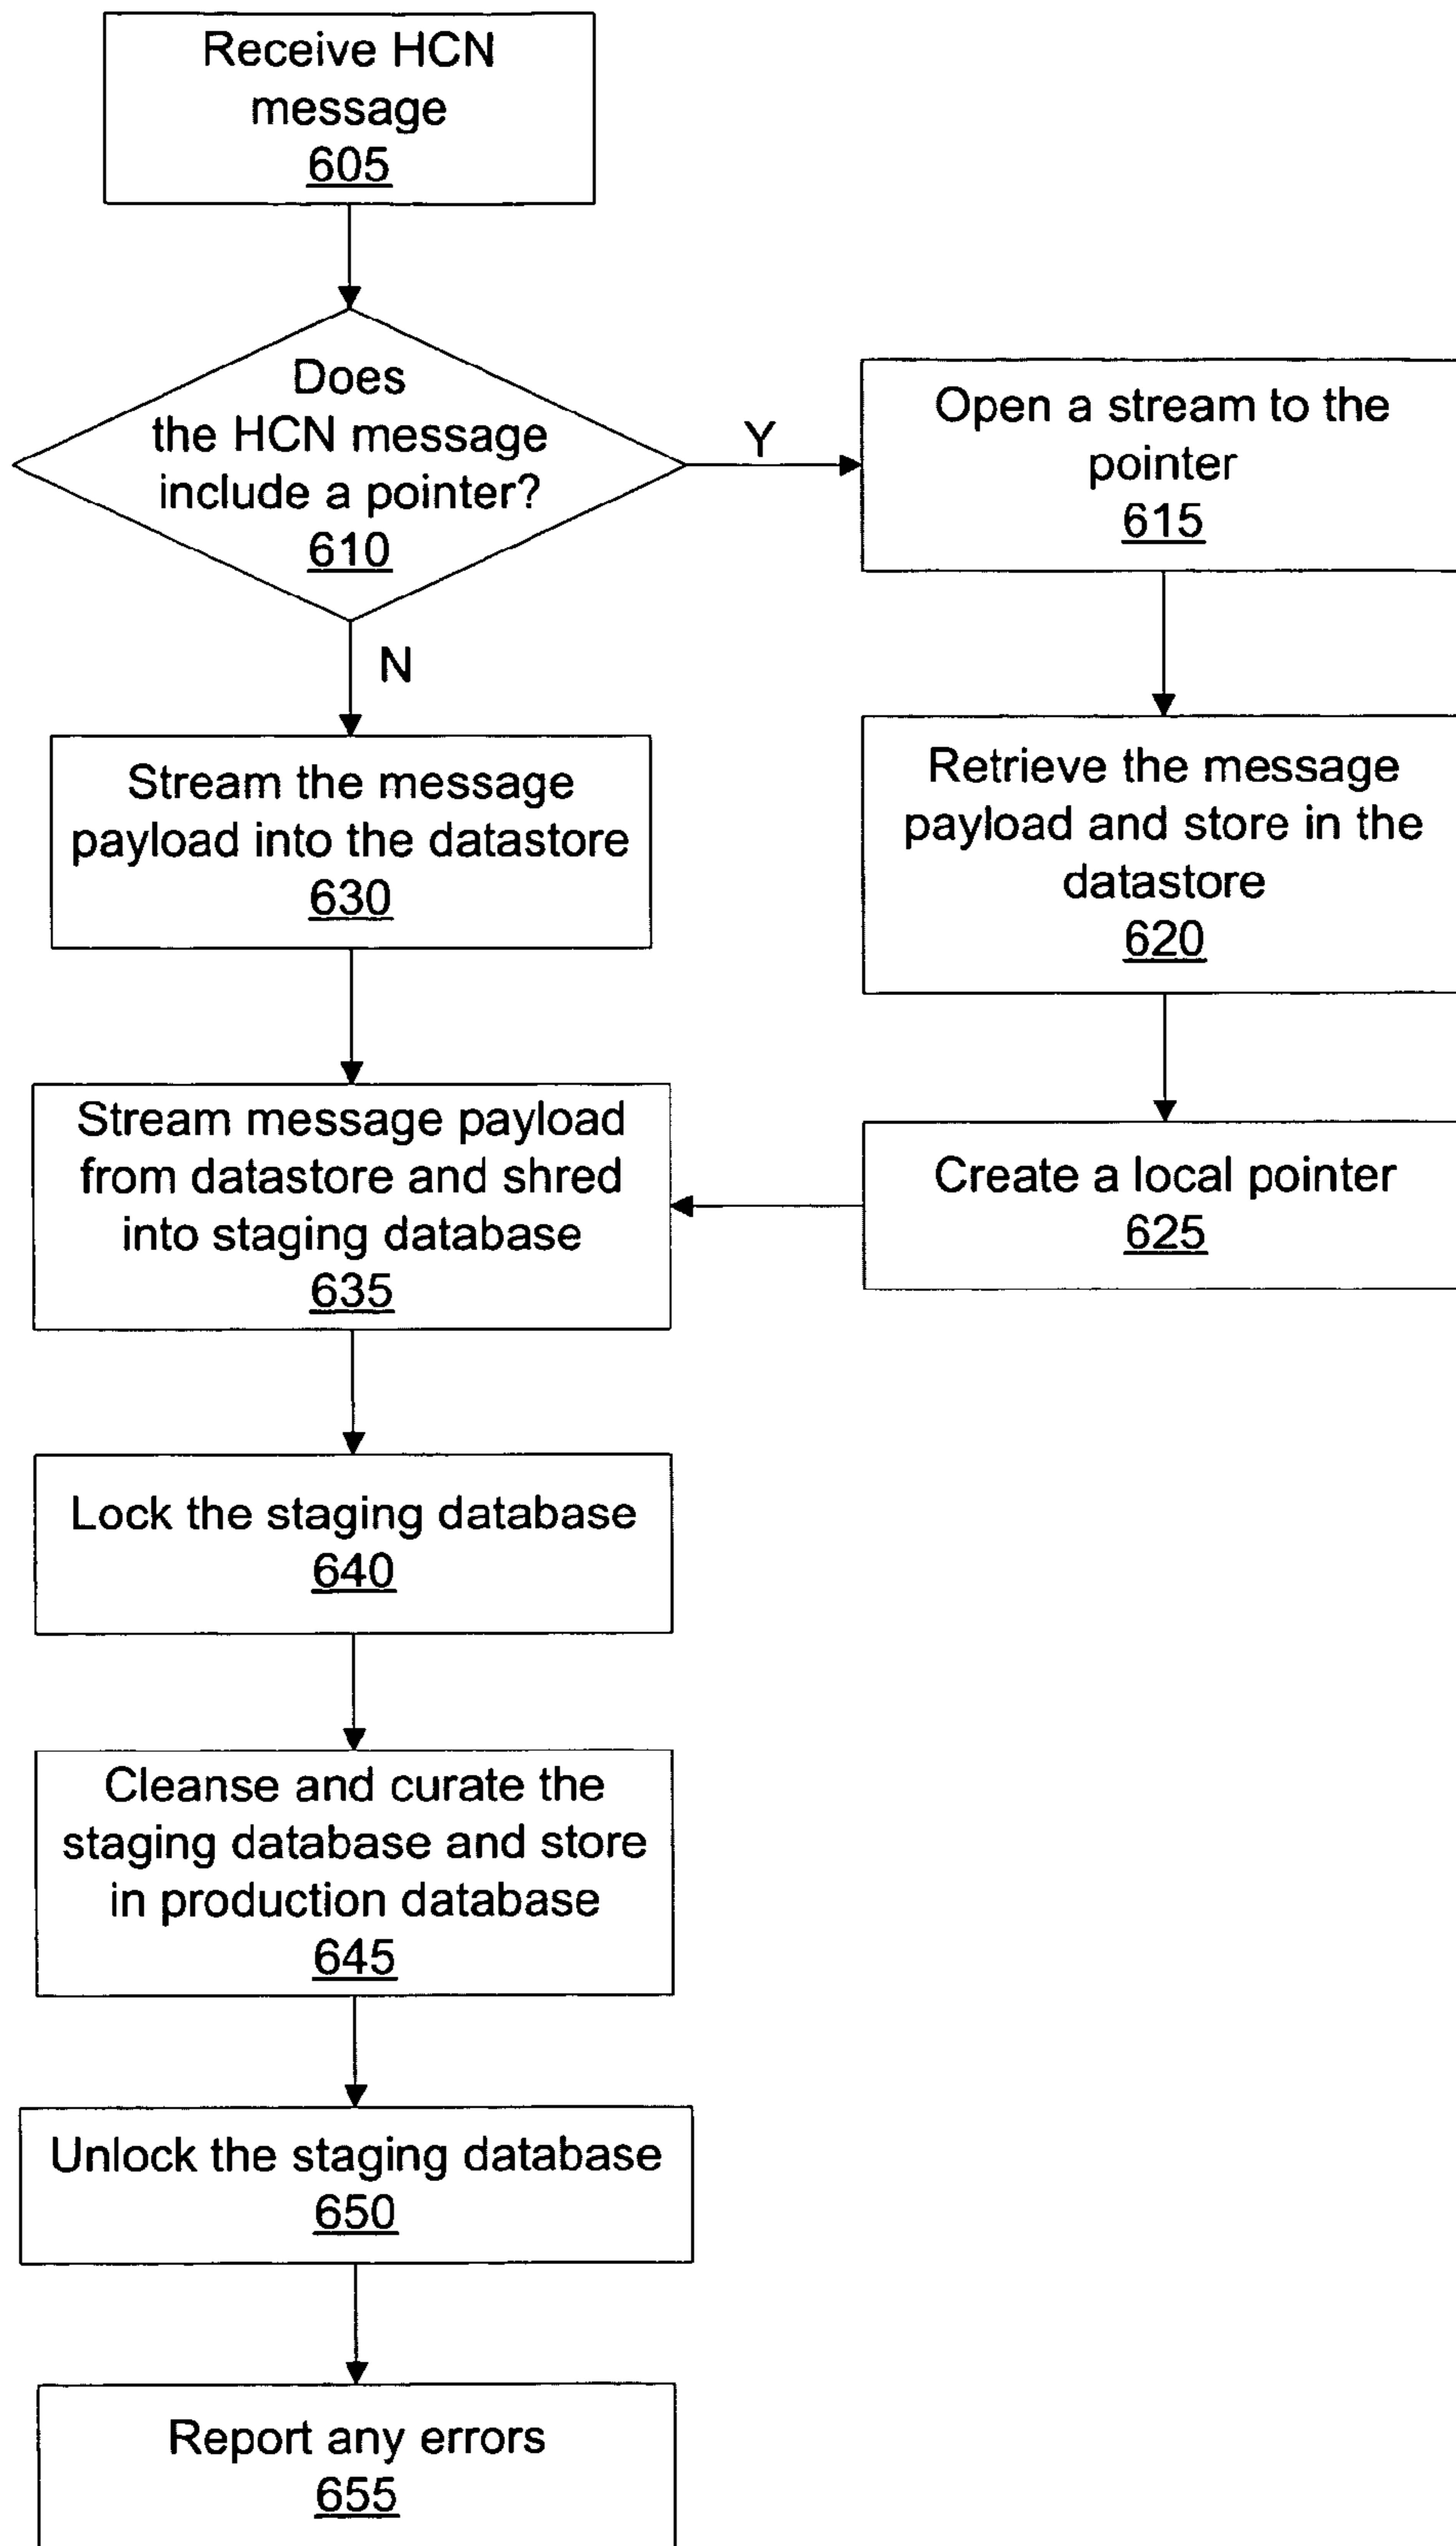 Receive HCN
message
605
Does
the HCN message
include a pointer?
610
Y
N
Open a stream to the
pointer
615
Retrieve the message
payload and store in the
datastore
620
Create a local pointer
625
Stream the message
payload into the datastore
630
Stream message payload
from datastore and shred
into staging database
635
Lock the staging database
640
Cleanse and curate the
staging database and store
in production database
645
Unlock the staging database
650
Report any errors
655